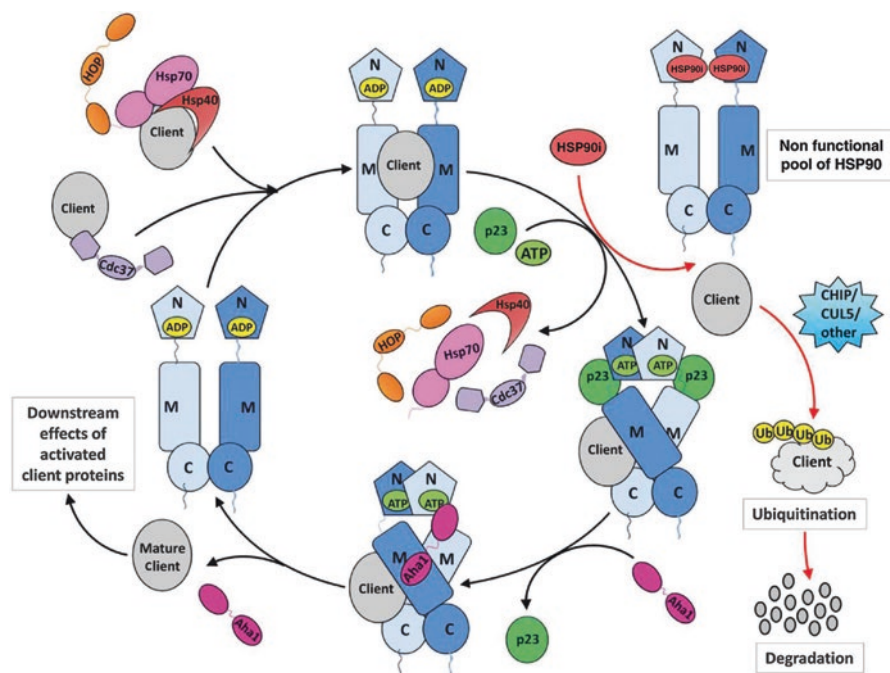 HOP
Hsp70
Hsp40
Client
Client
Cdc37
N
N
ADP
ADP
M
Client
M
C
C
HSP90i
p23
ATP
N
N
HSP90i
HSP90i
M
M
C
C
Non functional
pool of HSP90
Client
CHIP/
CUL5/
other
HOP
Hsp40
Hsp70
Cdc37
N
N
ADP
ADP
M
M
C
C
N
N
ATP
ATP
p23
p23
M
M
Client
C
C
Ub
Ub
Ub
Ub
Client
Ubiquitination
Degradation
Downstream
effects of
activated
client proteins
Mature
Client
Aha1
N
N
ATP
ATP
M
M
Aha1
Client
C
C
p23
Aha1